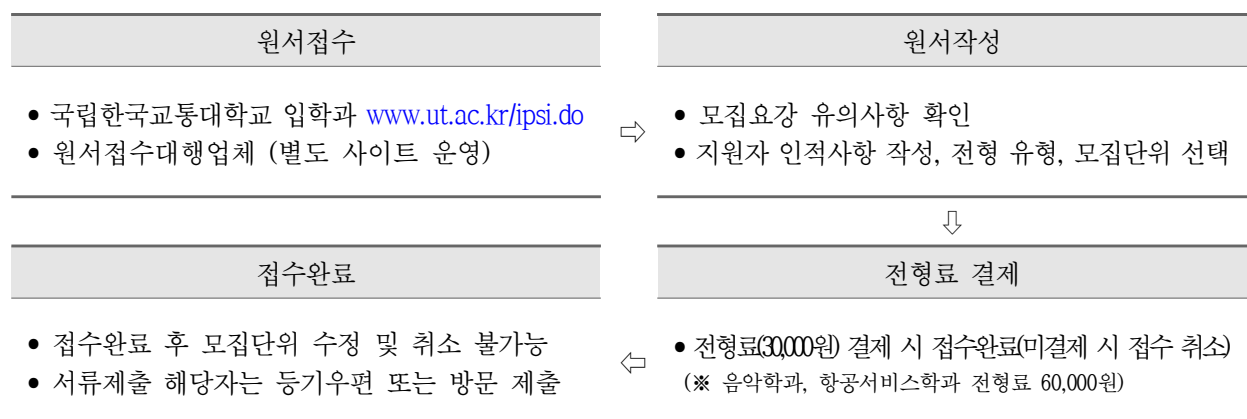 원서접수
• 국립한국교통대학교 입학과 www.ut.ac.kr/ipsi.do
• 원서접수대행업체 (별도 사이트 운영)
⇨
원서작성
• 모집요강 유의사항 확인
• 지원자 인적사항 작성, 전형 유형, 모집단위 선택
⇩
전형료 결제
• 전형료(30,000원) 결제 시 접수완료(미결제 시 접수 취소)
(※ 음악학과, 항공서비스학과 전형료 60,000원)
⇦
접수완료
• 접수완료 후 모집단위 수정 및 취소 불가능
• 서류제출 해당자는 등기우편 또는 방문 제출